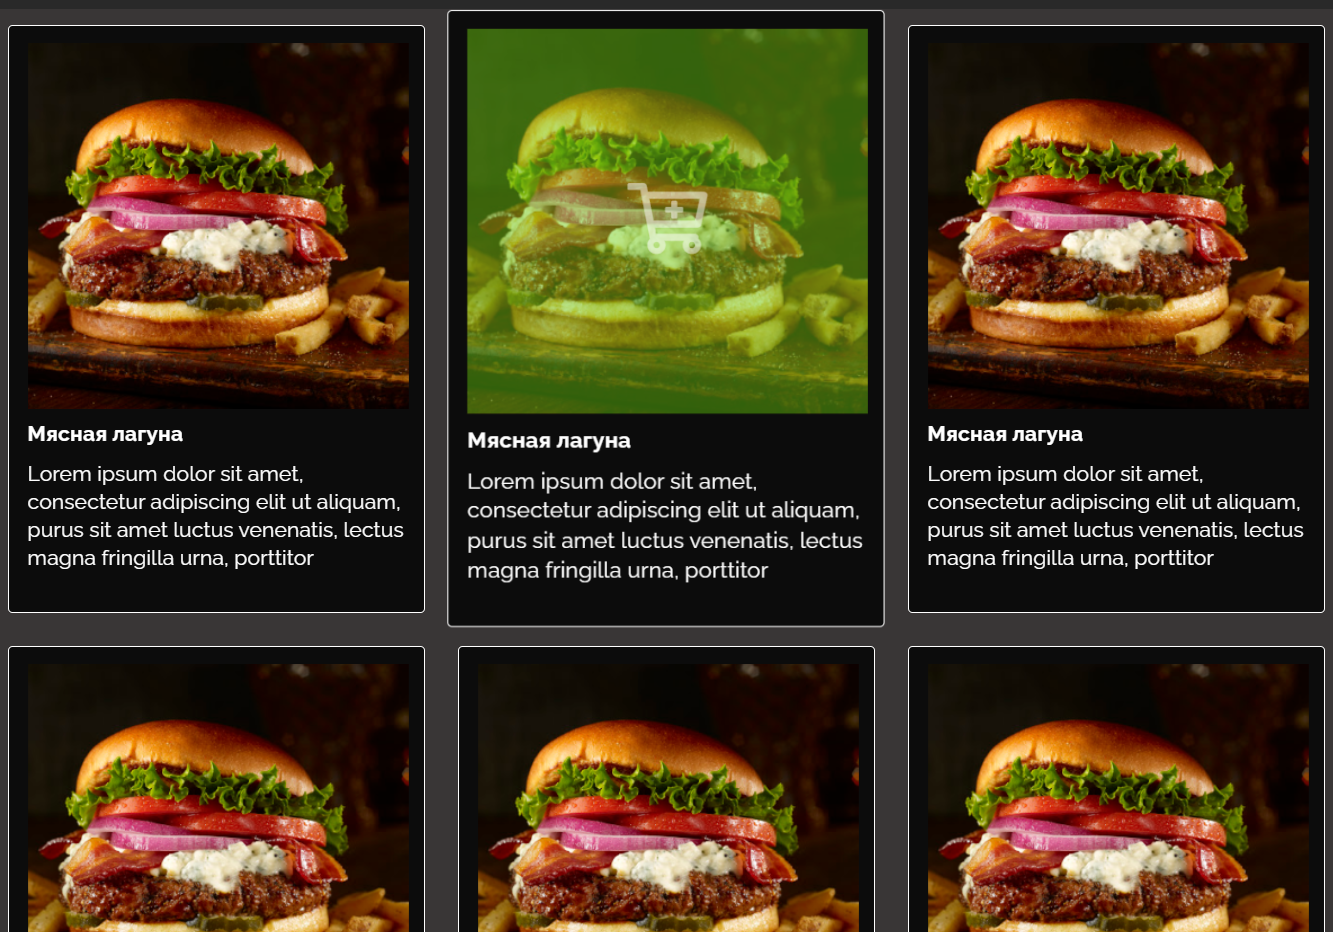 Мясная лагуна
Lorem ipsum dolor sit amet,
consectetur adipiscing elit ut aliquam,
purus sit amet luctus venenatis, lectus
magna fringilla urna, porttitor
Мясная лагуна
Lorem ipsum dolor sit amet,
consectetur adipiscing elit ut aliquam,
purus sit amet luctus venenatis, lectus
magna fringilla urna, porttitor
Мясная лагуна
Lorem ipsum dolor sit amet,
consectetur adipiscing elit ut aliquam,
purus sit amet luctus venenatis, lectus
magna fringilla urna, porttitor